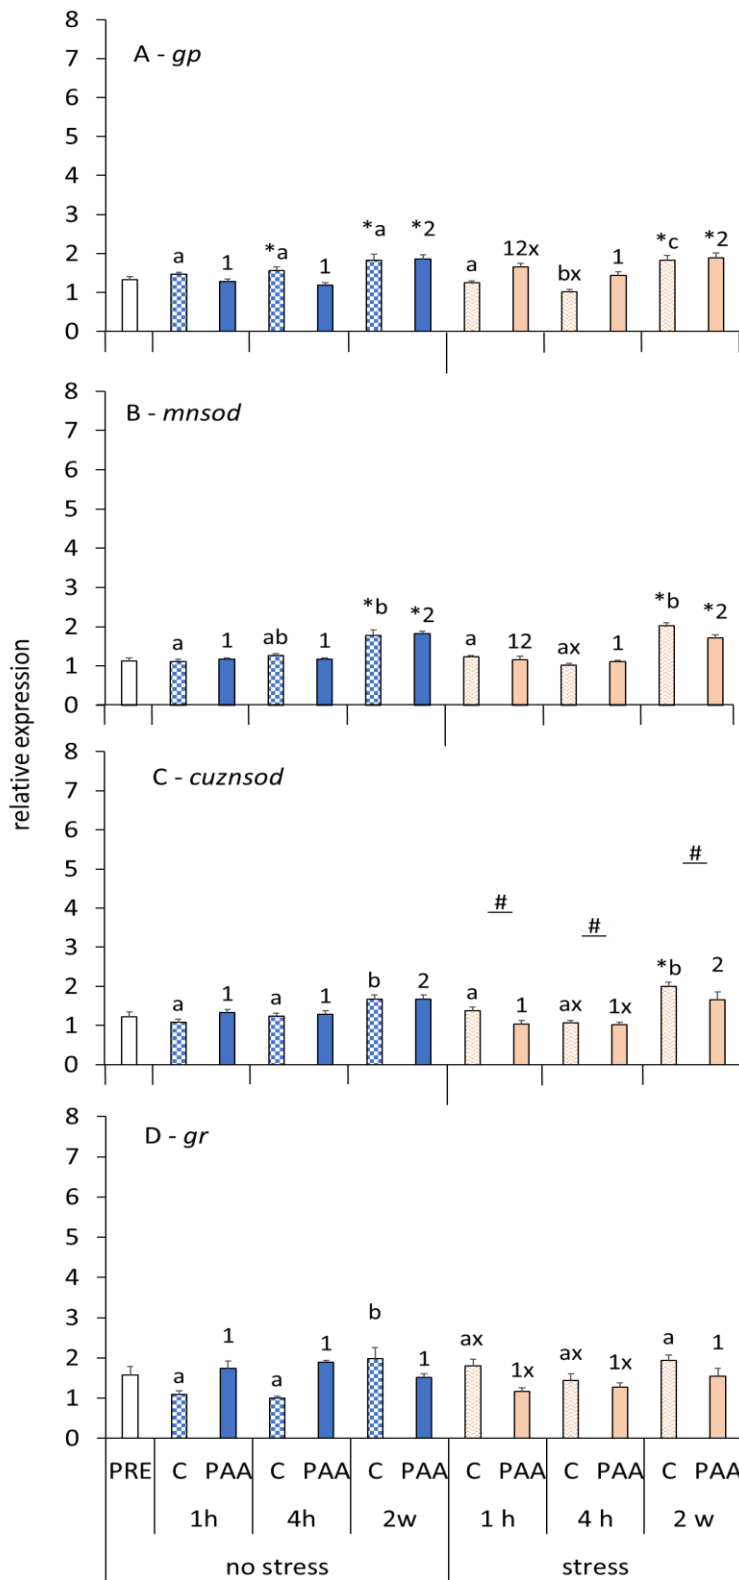 8
A - gp
7
6
5
4
3
*a *2 *c *2
2 a 1 *a 1 a 12x bx 1
1
0
8
B - mnsod
7
6
5
4
3
*b *2 *b *2
2 a 1 ab 1 a 12 ax 1
1
0
relative expression
8
C - cuznsod
7
6
5 #
4 # #
3
*b 2
2 a 1 a 1 b 2 a 1 ax 1x
1
0
8
D - gr
7
6
5
4
3
b
2 a 1 a 1 1 ax 1x ax 1x a 1
1
0
PRE C PAA C PAA C PAA C PAA C PAA C PAA
1h 4h 2w 1 h 4 h 2 w
no stress stress